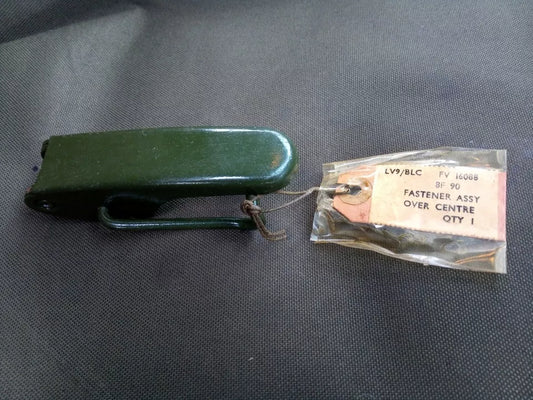 LV9/BLC FV 16088
BF 90
FASTENER ASSY
OVER CENTRE
QTY 1